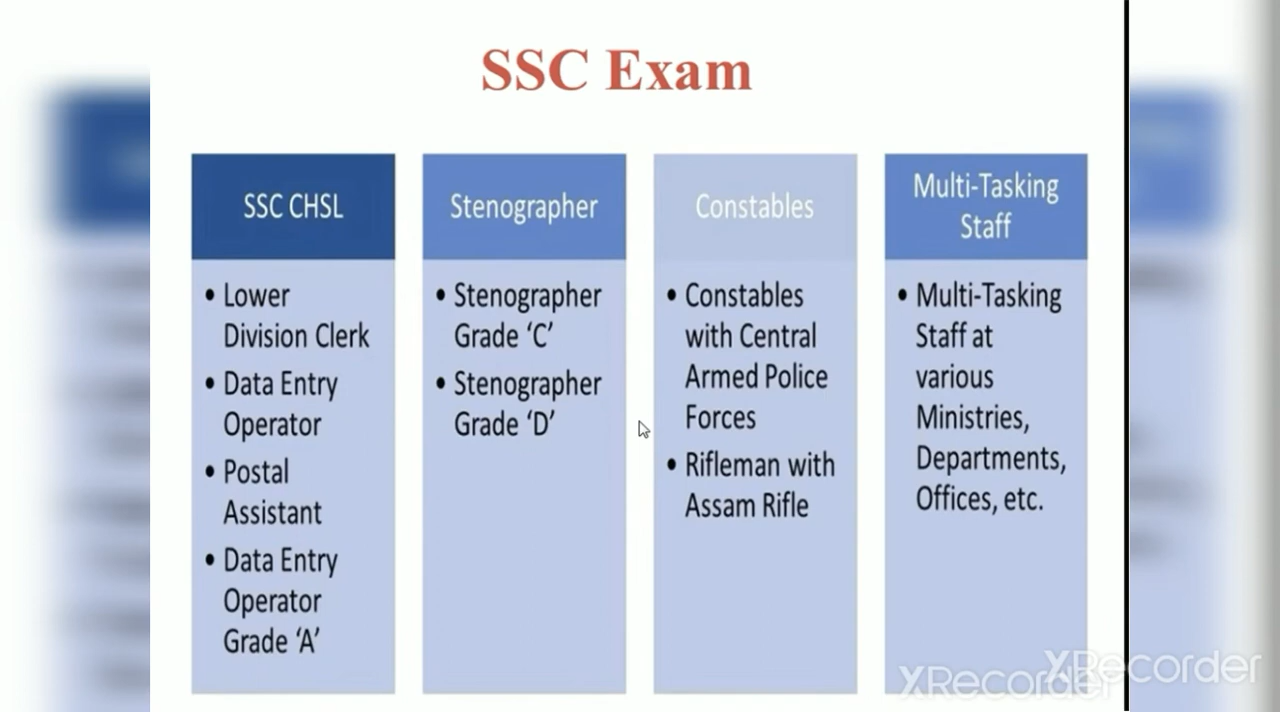 SSC Exam
SSC CHSL
• Lower
Division Clerk
• Data Entry
Operator
• Postal
Assistant
• Data Entry
Operator
Grade ‘A’
Stenographer
• Stenographer
Grade ‘C’
• Stenographer
Grade ‘D’
Constables
• Constables
with Central
Armed Police
Forces
• Rifleman with
Assam Rifle
Multi-Tasking
Staff
• Multi-Tasking
Staff at
various
Ministries,
Departments,
Offices, etc.
XRecorder
XRecorder